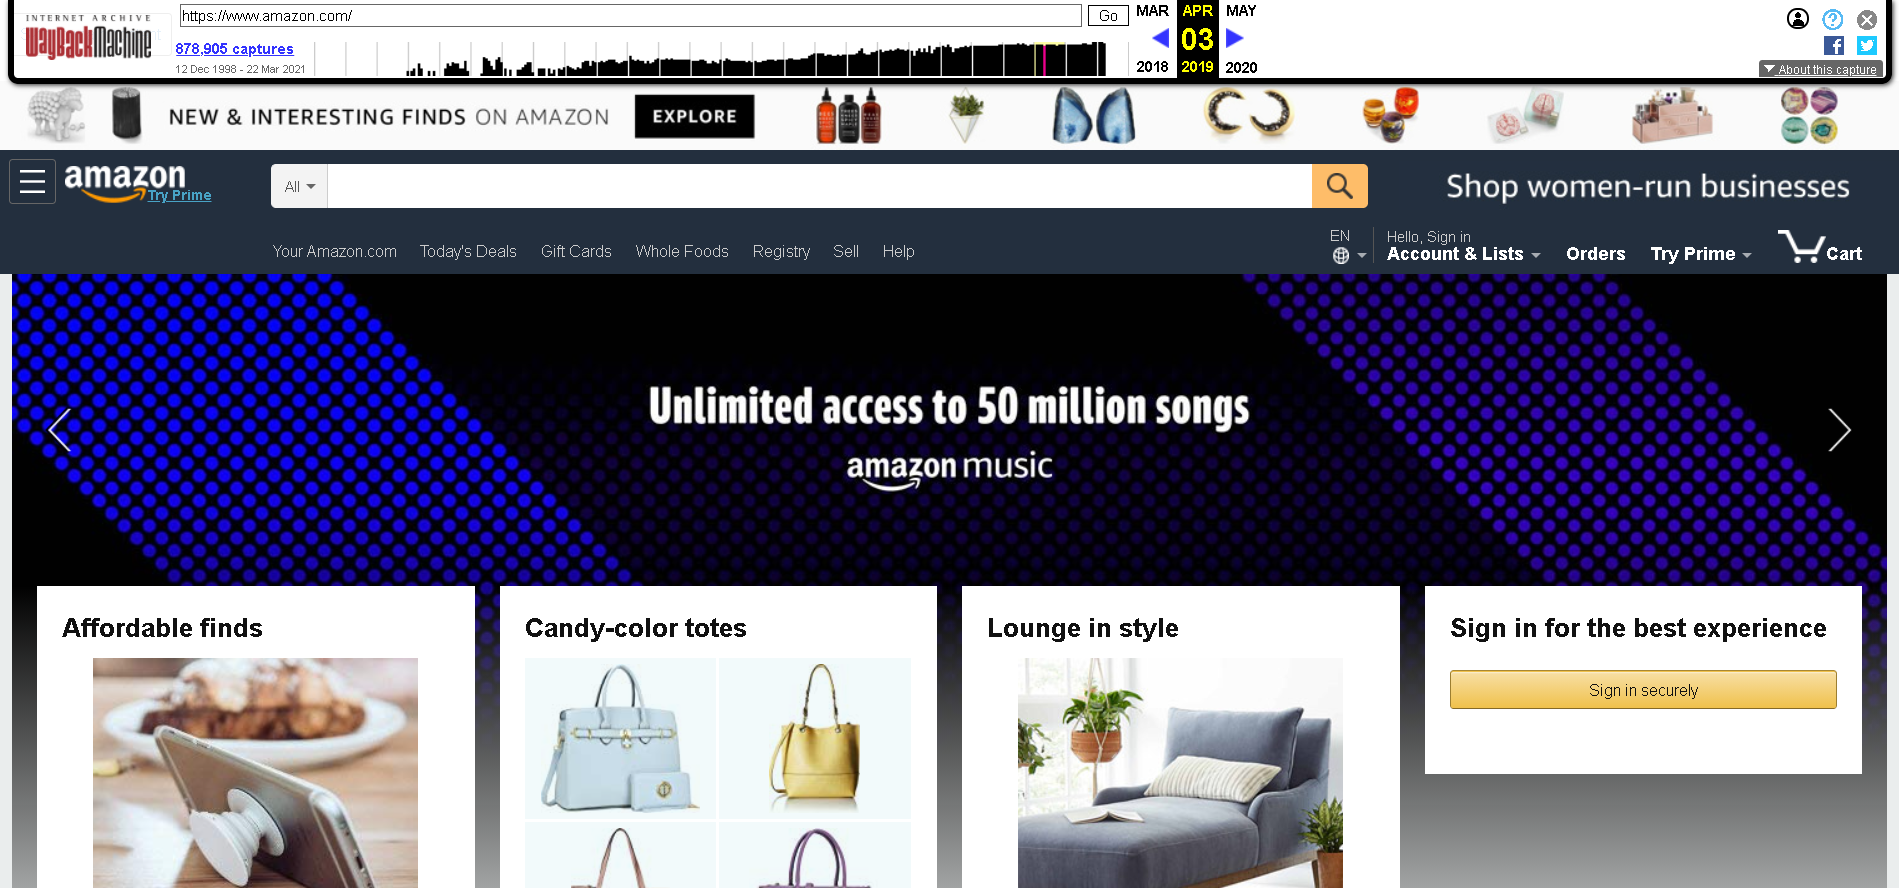 INTERNET ARCHIVE
WayBackMachine
https://www.amazon.com/
Go
878,905 captures
12 Dec 1998 - 22 Mar 2021
MAR
APR
MAY
03
2018
2019
2020
About this capture
NEW & INTERESTING FINDS ON AMAZON
EXPLORE
amazon
Try Prime
All
Shop women-run businesses
Your Amazon.com
Today's Deals
Gift Cards
Whole Foods
Registry
Sell
Help
EN
Hello, Sign in
Account & Lists
Orders
Try Prime
Cart
Unlimited access to 50 million songs
amazon music
Affordable finds
Candy-color totes
Lounge in style
Sign in for the best experience
Sign in securely